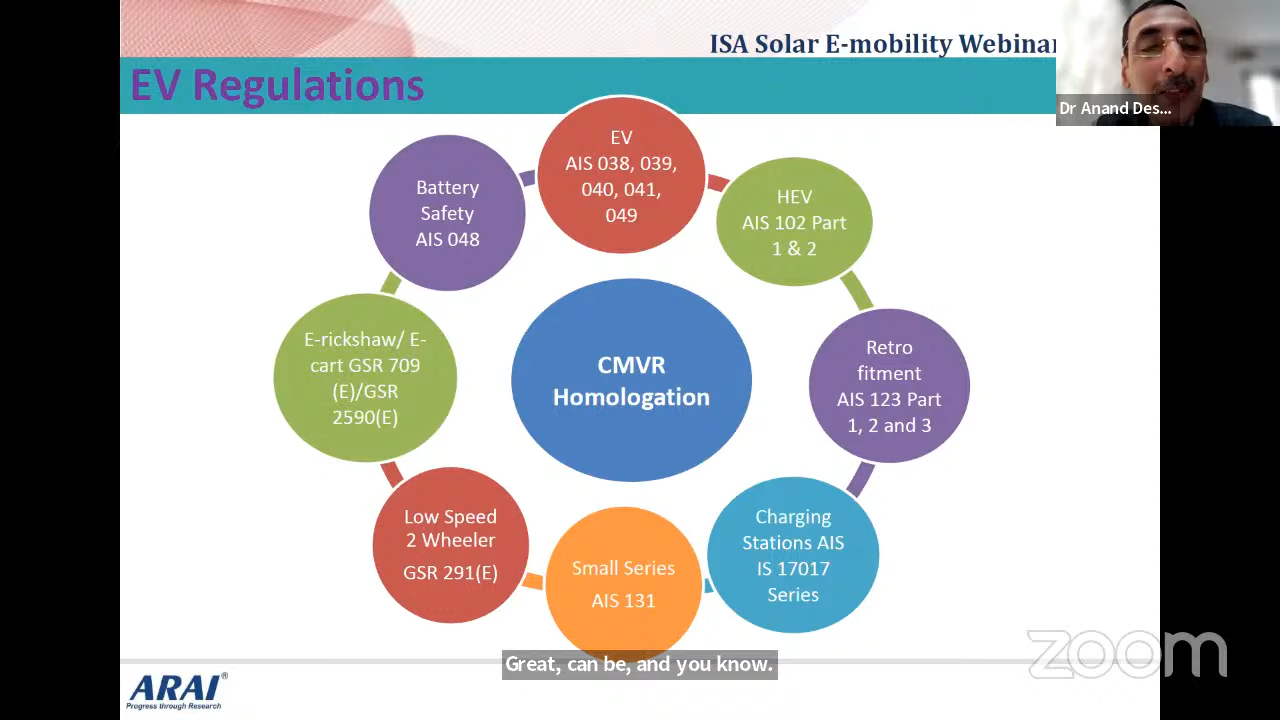 ISA Solar E-mobility Webinar
EV Regulations
Dr Anand Des...
EV
AIS 038, 039,
040, 041,
049
HEV
AIS 102 Part
1 & 2
Retro
fitment
AIS 123 Part
1, 2 and 3
Charging
Stations AIS
IS 17017
Series
Small Series
AIS 131
Low Speed
2 Wheeler
GSR 291(E)
E-rickshaw/ E-
cart GSR 709
(E)/GSR
2590(E)
Battery
Safety
AIS 048
CMVR
Homologation
Great, can be, and you know.
zoom
ARAI®
Progress through Research